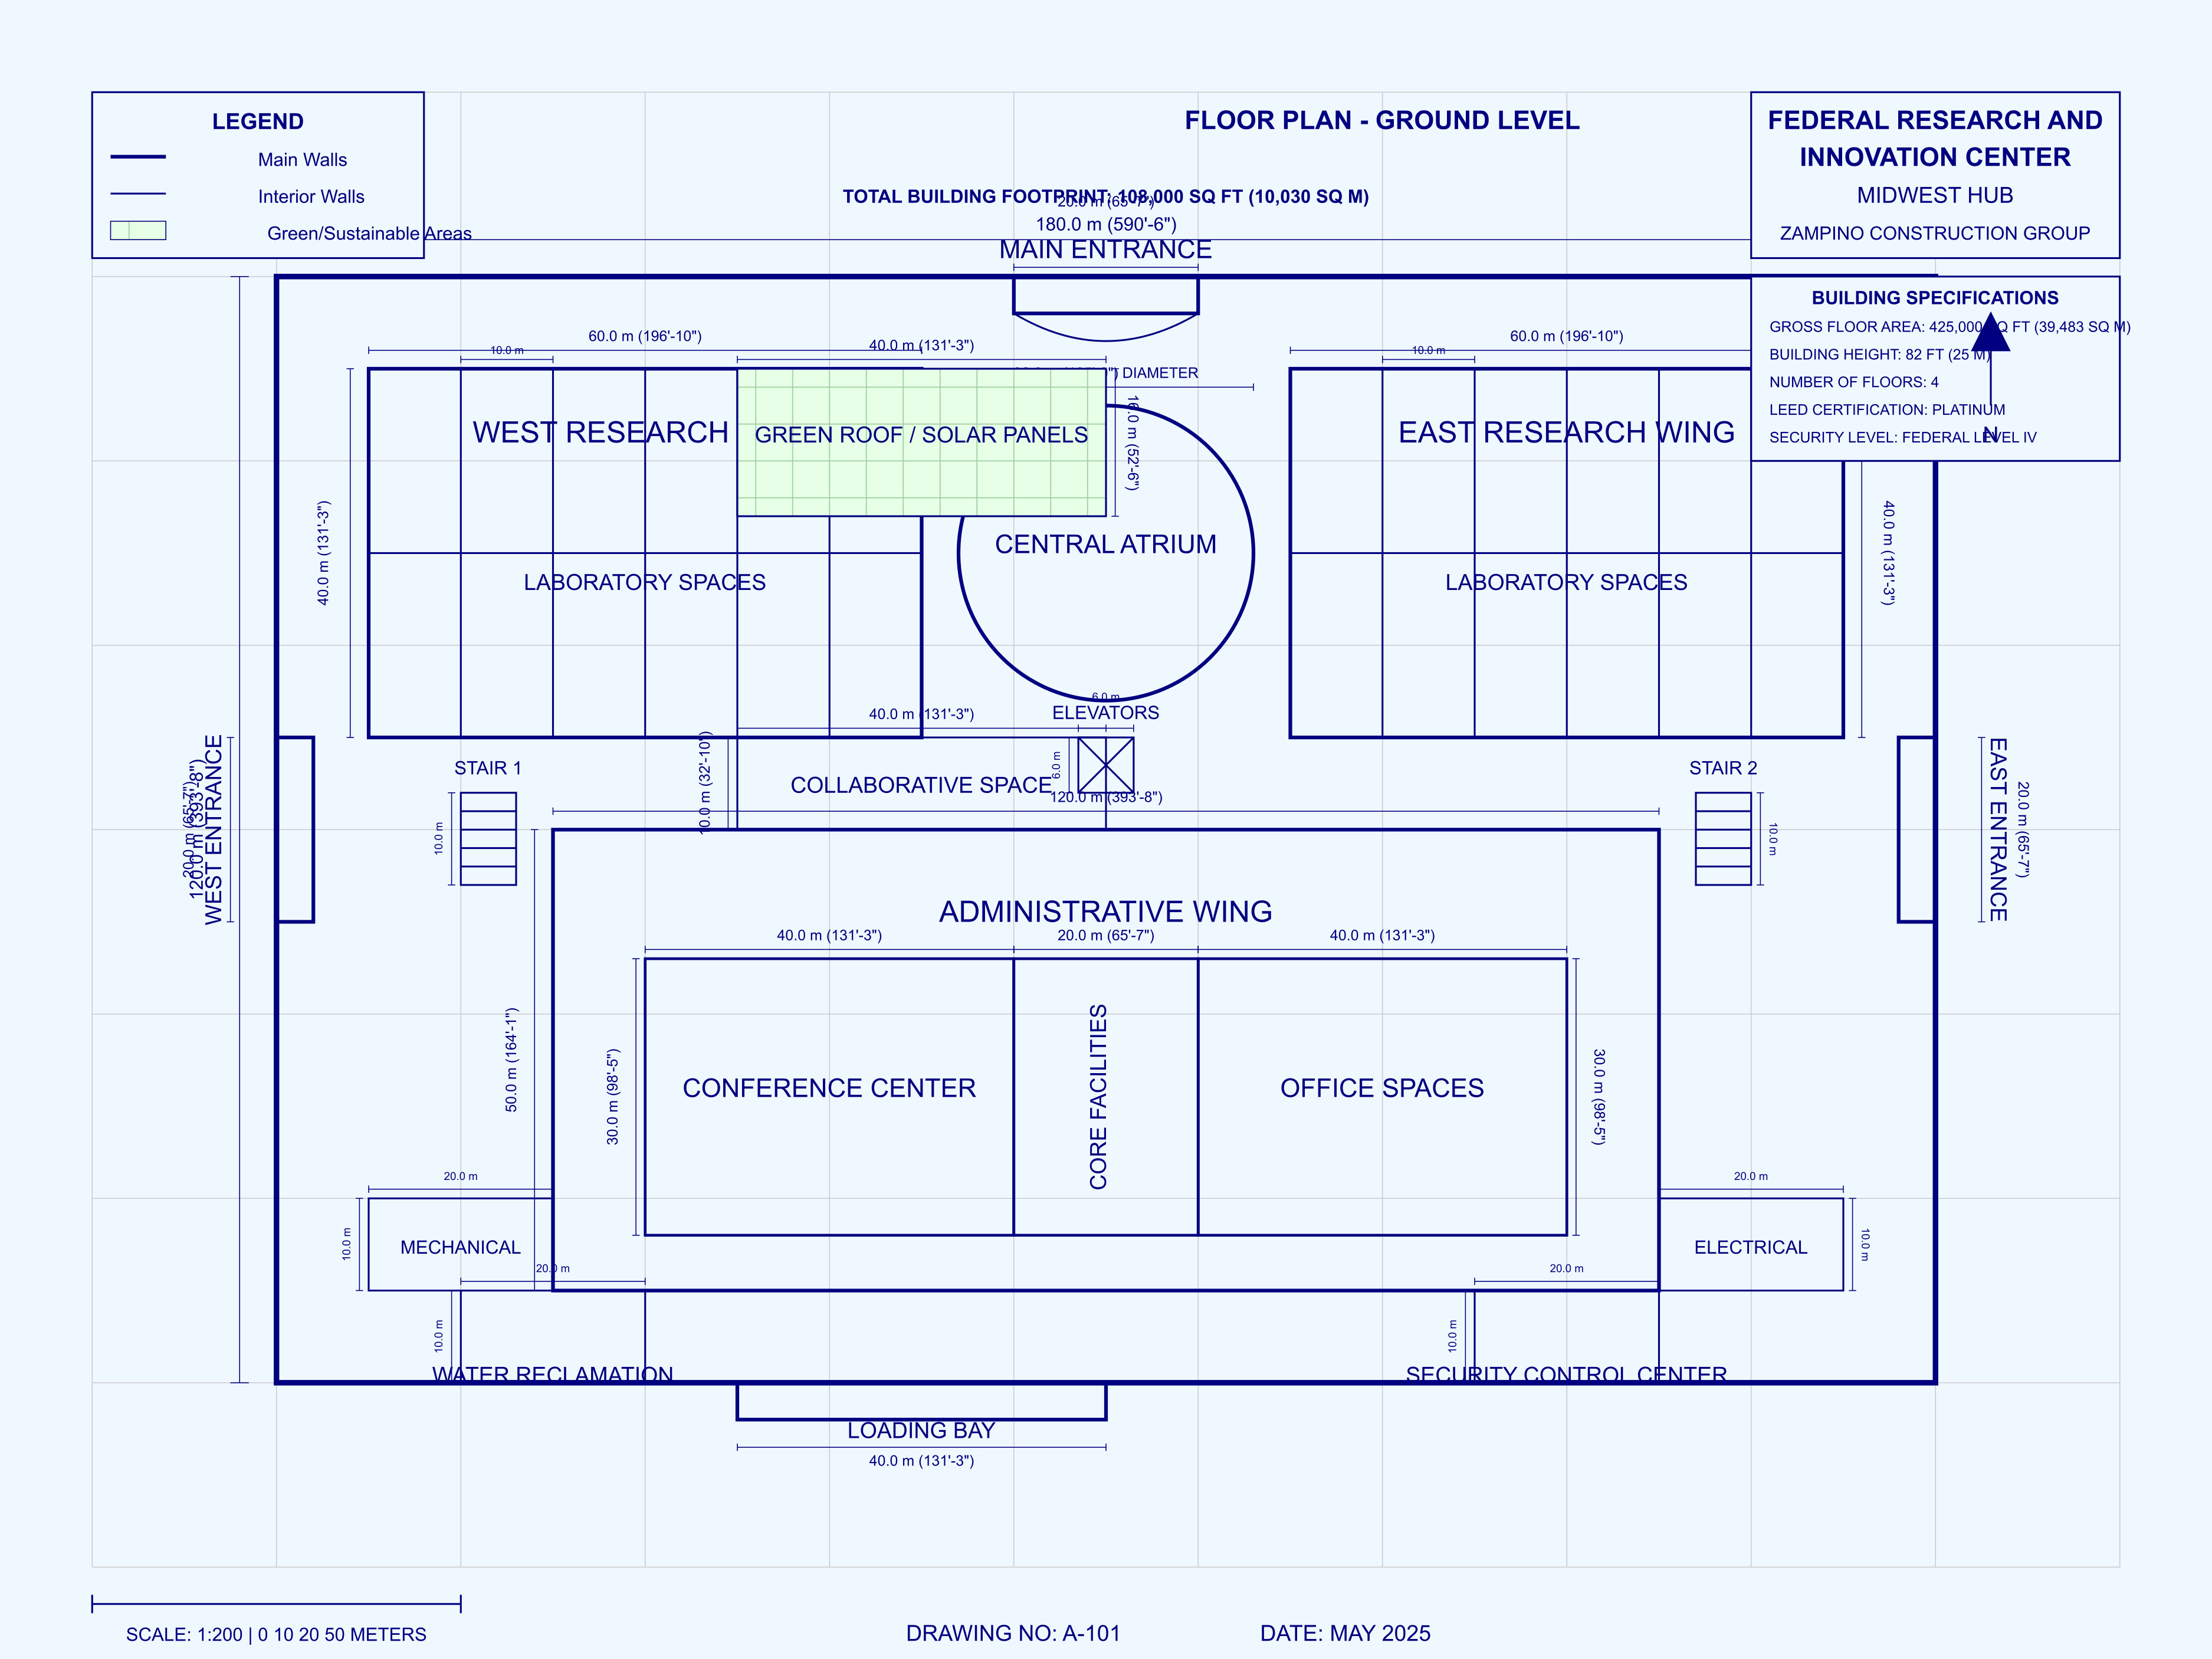 LEGEND
Main Walls
Interior Walls
Green/Sustainable Areas
FLOOR PLAN - GROUND LEVEL
FEDERAL RESEARCH AND
INNOVATION CENTER
MIDWEST HUB
ZAMPINO CONSTRUCTION GROUP
TOTAL BUILDING FOOTPRINT: 108,000 SQ FT (10,030 SQ M)
20.0 m (65'-7")
180.0 m (590'-6")
MAIN ENTRANCE
BUILDING SPECIFICATIONS
GROSS FLOOR AREA: 425,000 SQ FT (39,483 SQ M)
BUILDING HEIGHT: 82 FT (25 M)
NUMBER OF FLOORS: 4
LEED CERTIFICATION: PLATINUM
SECURITY LEVEL: FEDERAL LEVEL IV
N
60.0 m (196'-10")
10.0 m
40.0 m (131'-3")
DIAMETER
60.0 m (196'-10")
10.0 m
WEST RESEARCH
GREEN ROOF / SOLAR PANELS
16.0 m (52'-6")
EAST RESEARCH WING
40.0 m (131'-3")
CENTRAL ATRIUM
40.0 m (131'-3")
LABORATORY SPACES
LABORATORY SPACES
6.0 m
40.0 m (131'-3")
ELEVATORS
STAIR 1
10.0 m (32'-10")
COLLABORATIVE SPACE
6.0 m
STAIR 2
120.0 m (393'-8")
20.0 m (65'-7")
120.0 m (393'-8")
WEST ENTRANCE
10.0 m
10.0 m
EAST ENTRANCE
20.0 m (65'-7")
ADMINISTRATIVE WING
40.0 m (131'-3")
20.0 m (65'-7")
40.0 m (131'-3")
50.0 m (164'-1")
30.0 m (98'-5")
CONFERENCE CENTER
CORE FACILITIES
OFFICE SPACES
30.0 m (98'-5")
20.0 m
20.0 m
10.0 m
MECHANICAL
ELECTRICAL
10.0 m
20.0 m
20.0 m
10.0 m
10.0 m
WATER RECLAMATION
SECURITY CONTROL CENTER
LOADING BAY
40.0 m (131'-3")
SCALE: 1:200 | 0 10 20 50 METERS
DRAWING NO: A-101
DATE: MAY 2025